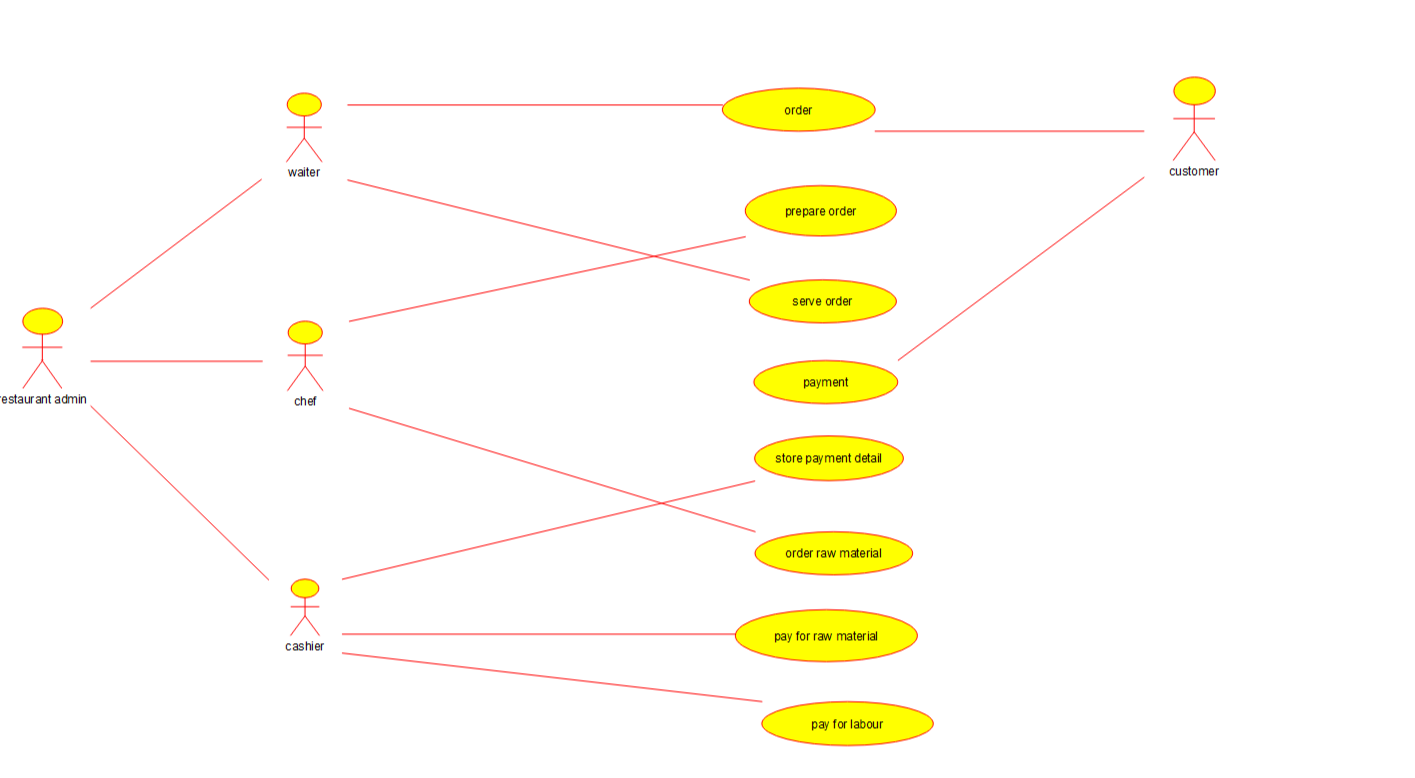 order
waiter
customer
prepare order
serve order
payment
restaurant admin
chef
store payment detail
order raw material
pay for raw material
cashier
pay for labour